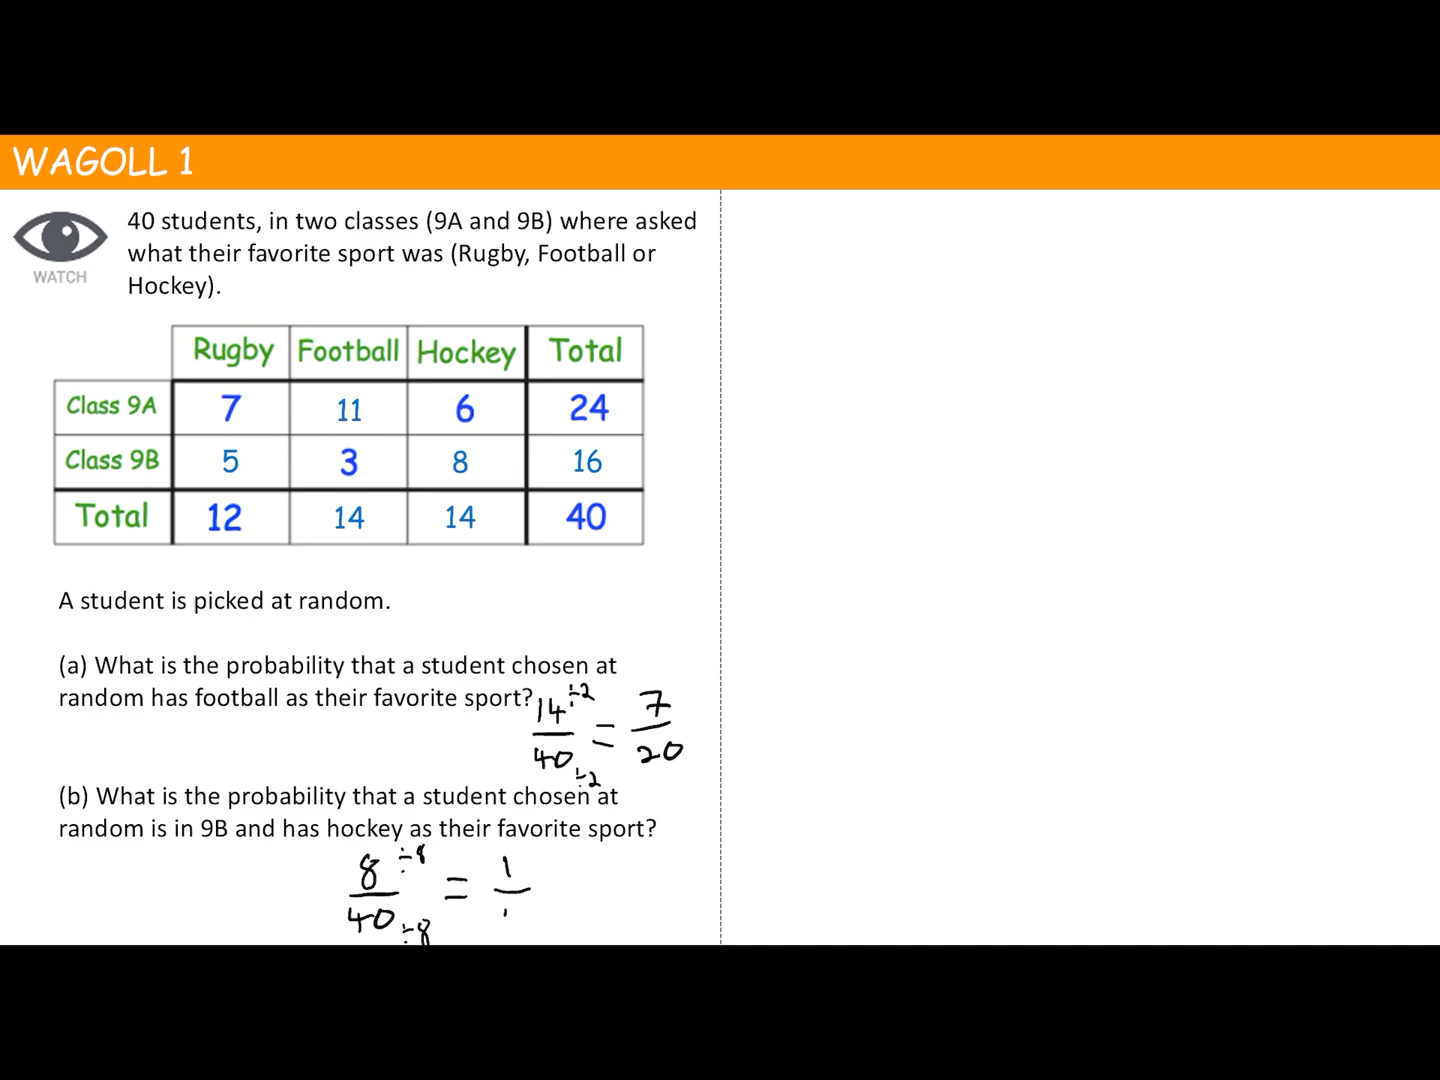 WAGOLL 1
WATCH
40 students, in two classes (9A and 9B) where asked
what their favorite sport was (Rugby, Football or
Hockey).
Rugby Football Hockey Total
Class 9A 7 11 6 24
Class 9B 5 3 8 16
Total 12 14 14 40
A student is picked at random.
(a) What is the probability that a student chosen at
random has football as their favorite sport?
14 ÷2 = 7
40 ÷2 20
(b) What is the probability that a student chosen at
random is in 9B and has hockey as their favorite sport?
8 ÷8 = 1
40 ÷8